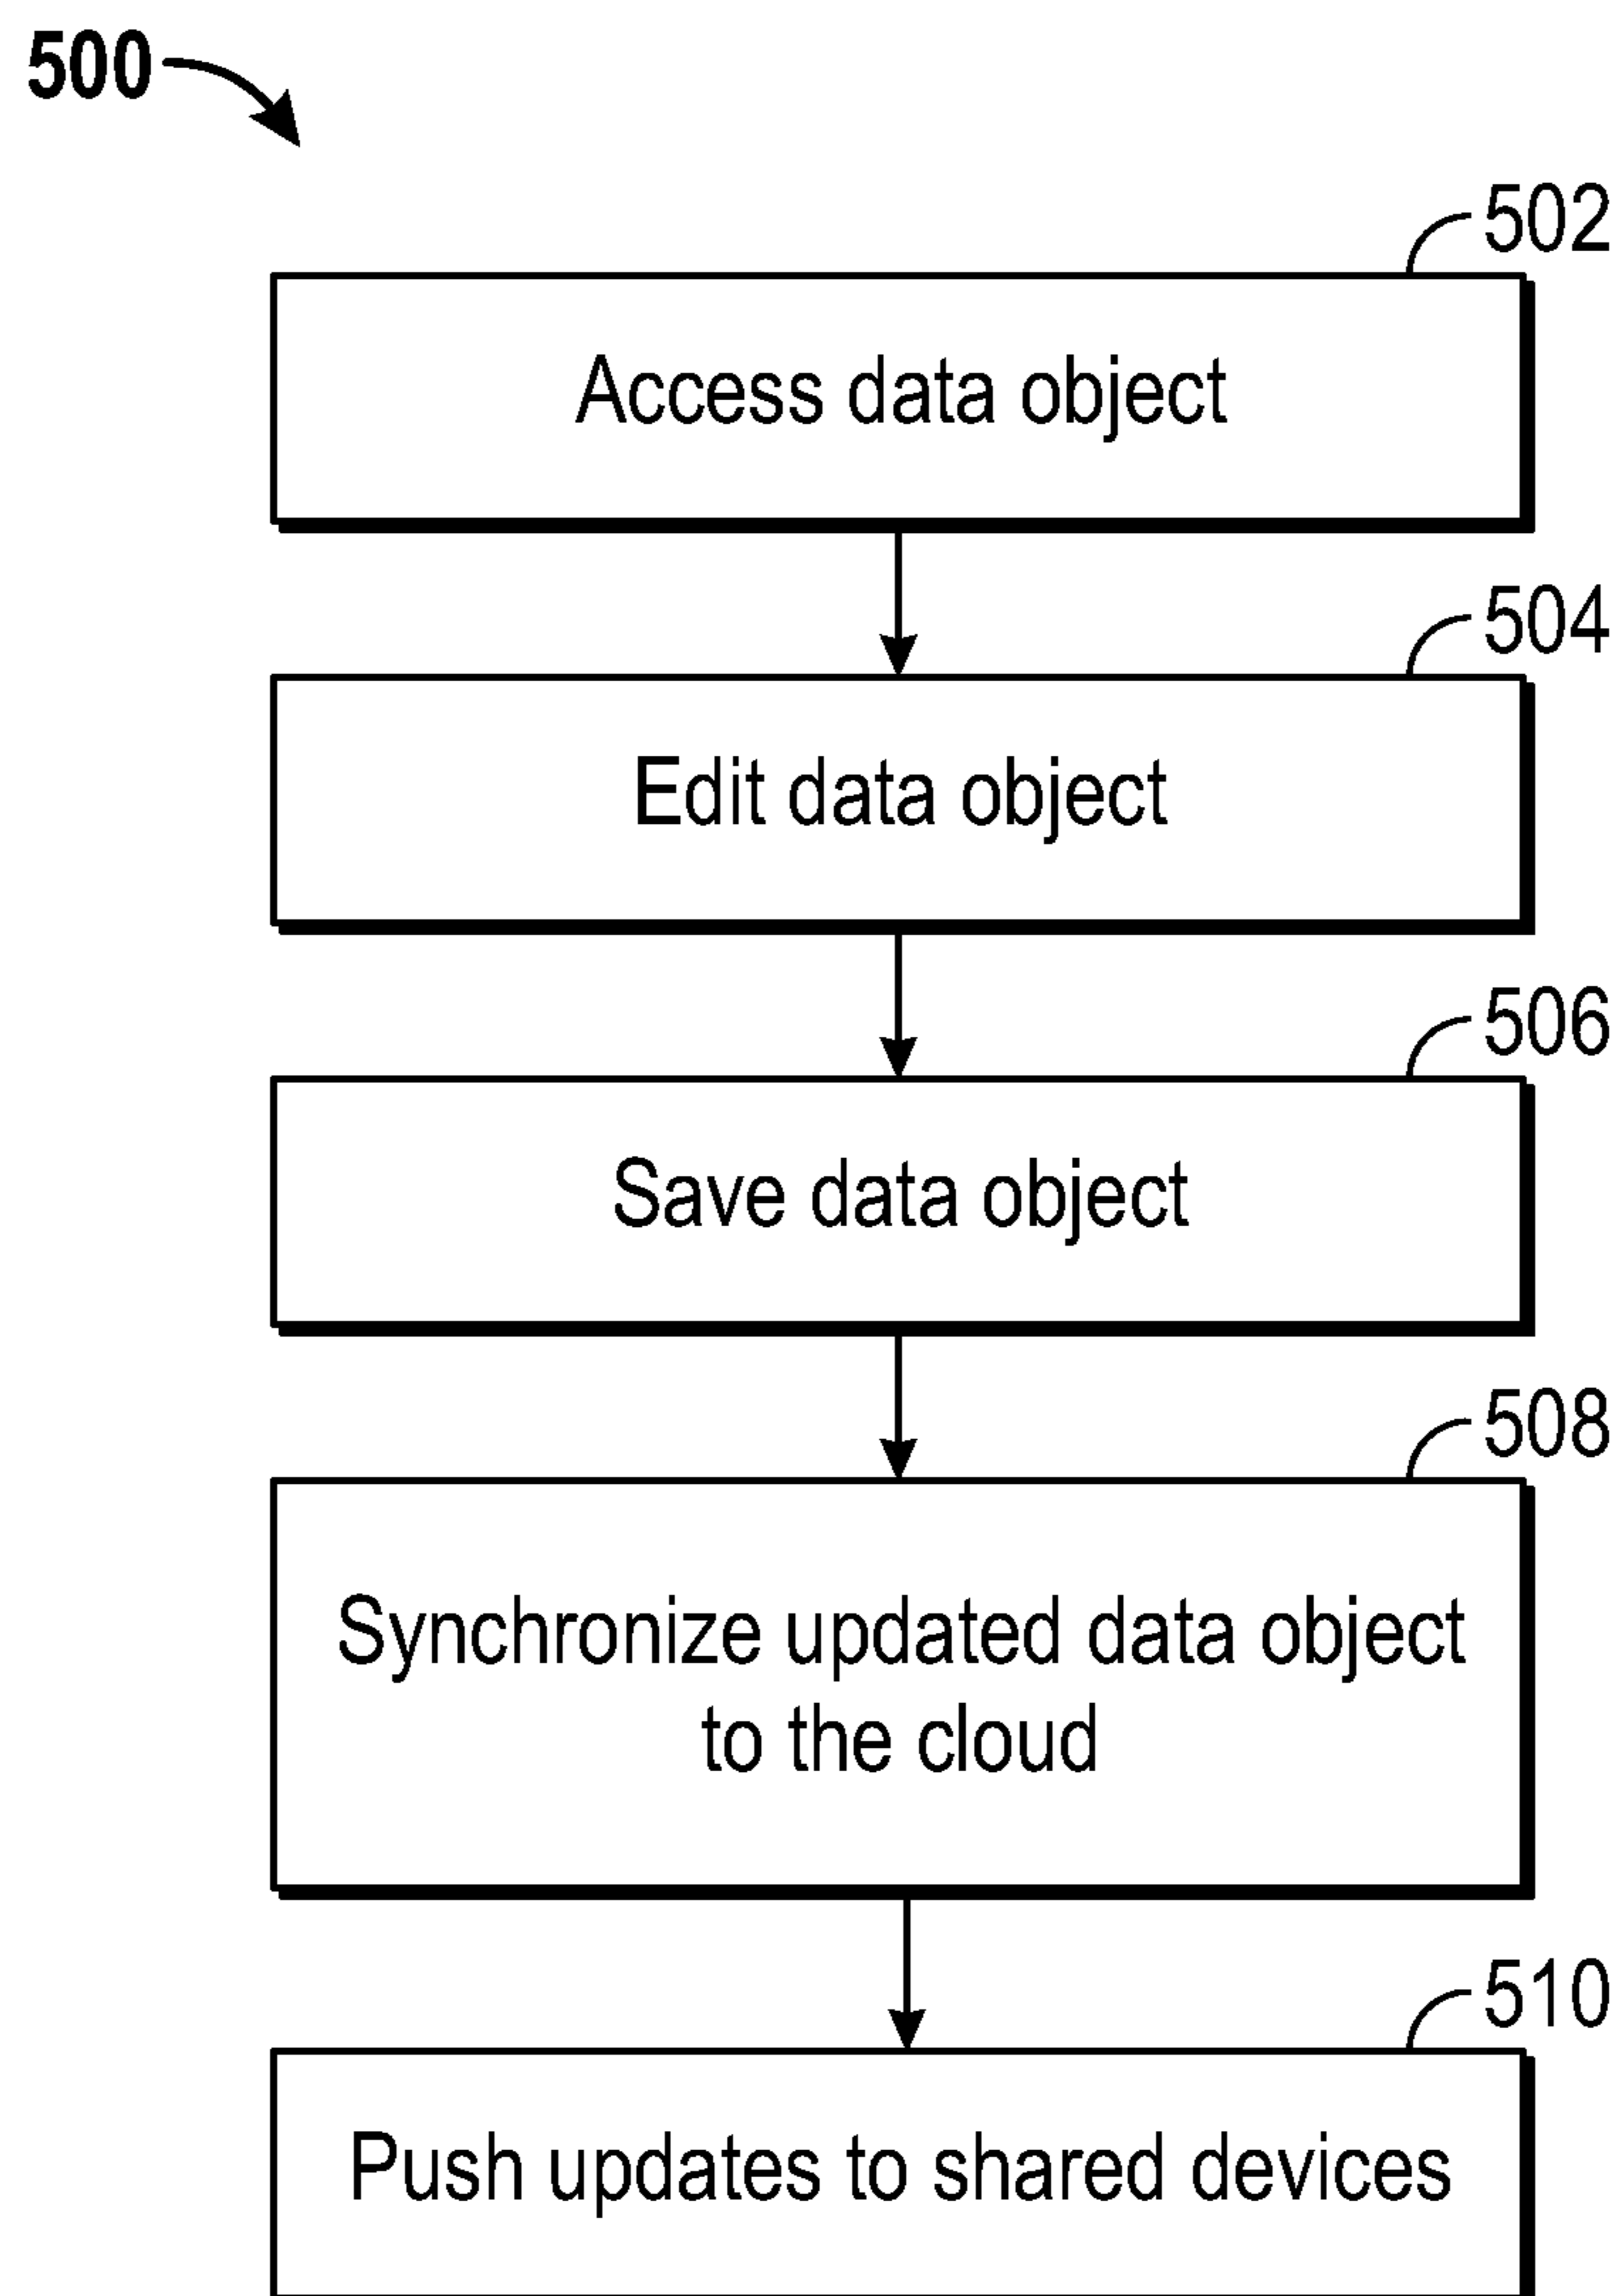 500
502
Access data object
504
Edit data object
506
Save data object
508
Synchronize updated data object
to the cloud
510
Push updates to shared devices